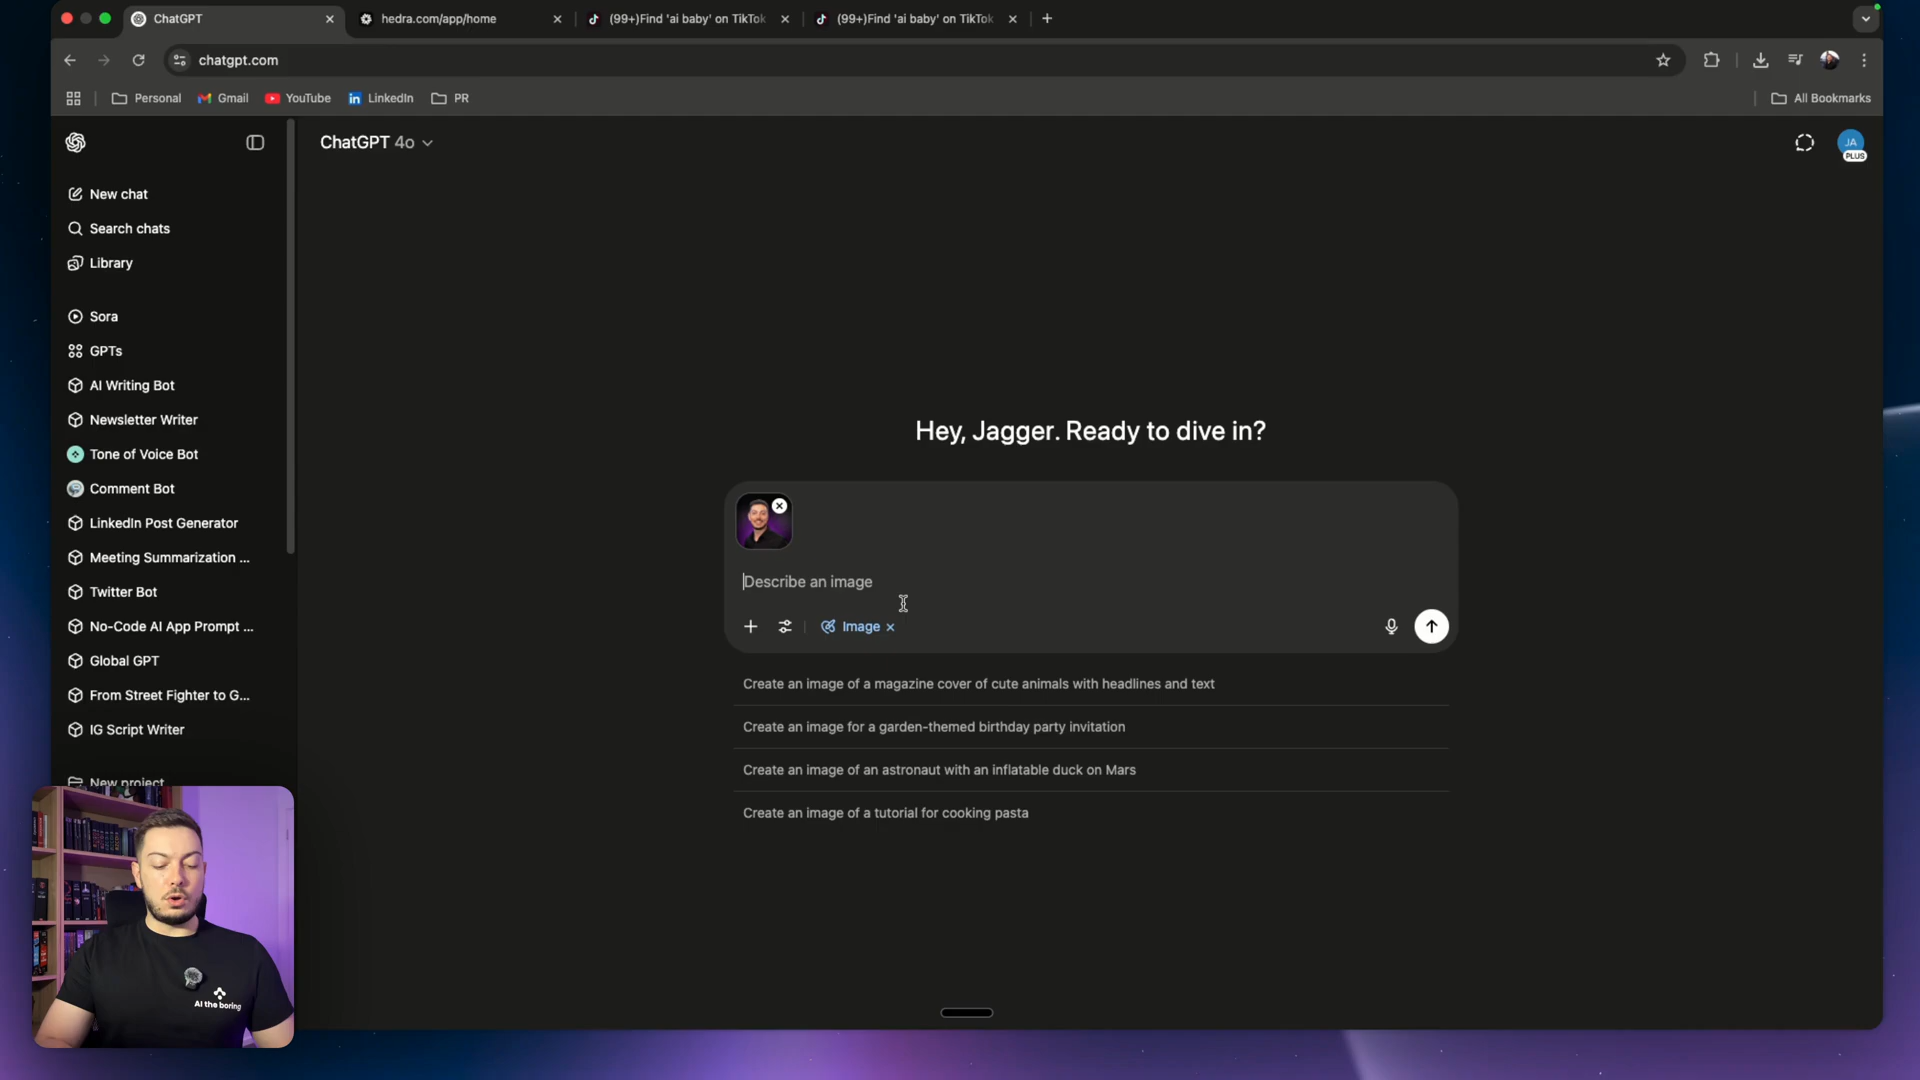 ChatGPT
hedra.com/app/home
(99+)Find 'ai baby' on TikTok
(99+)Find 'ai baby' on TikTok
chatgpt.com
Personal
Gmail
YouTube
LinkedIn
PR
All Bookmarks
ChatGPT 4o
JA
PLUS
New chat
Search chats
Library
Sora
GPTs
AI Writing Bot
Newsletter Writer
Tone of Voice Bot
Comment Bot
LinkedIn Post Generator
Meeting Summarization ...
Twitter Bot
No-Code AI App Prompt ...
Global GPT
From Street Fighter to G...
IG Script Writer
New project
Hey, Jagger. Ready to dive in?
Describe an image
Image
Create an image of a magazine cover of cute animals with headlines and text
Create an image for a garden-themed birthday party invitation
Create an image of an astronaut with an inflatable duck on Mars
Create an image of a tutorial for cooking pasta
AI the boring